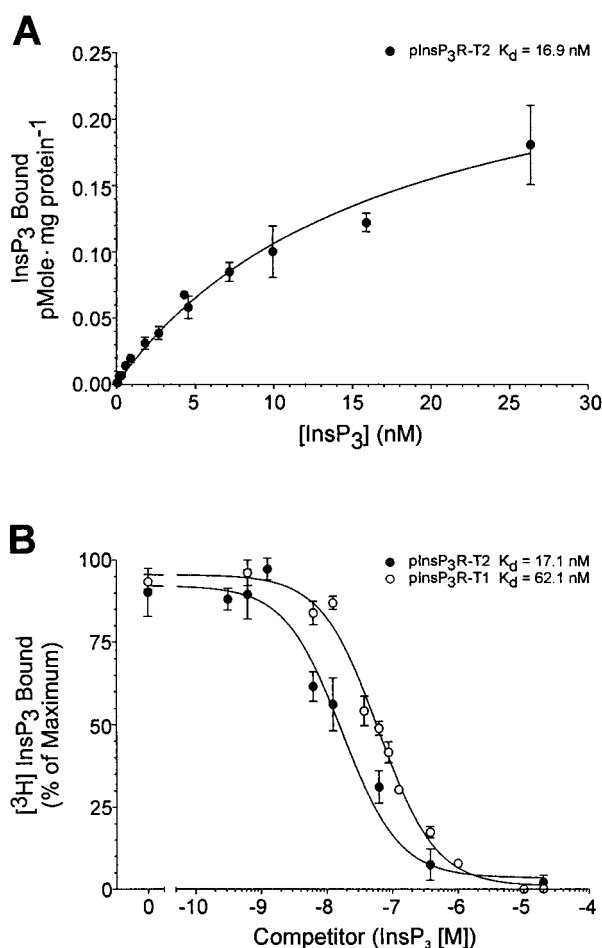 A
pInsP3R-T2 Kd = 16.9 nM
InsP3 Bound
pMole·mg protein-1
0.25
0.20
0.15
0.10
0.05
0.00
0 5 10 15 20 25 30
[InsP3] (nM)
B
pInsP3R-T2 Kd = 17.1 nM
pInsP3R-T1 Kd = 62.1 nM
[3H] InsP3 Bound
(% of Maximum)
100
75
50
25
0
0 -10 -9 -8 -7 -6 -5 -4
Competitor (InsP3 [M])